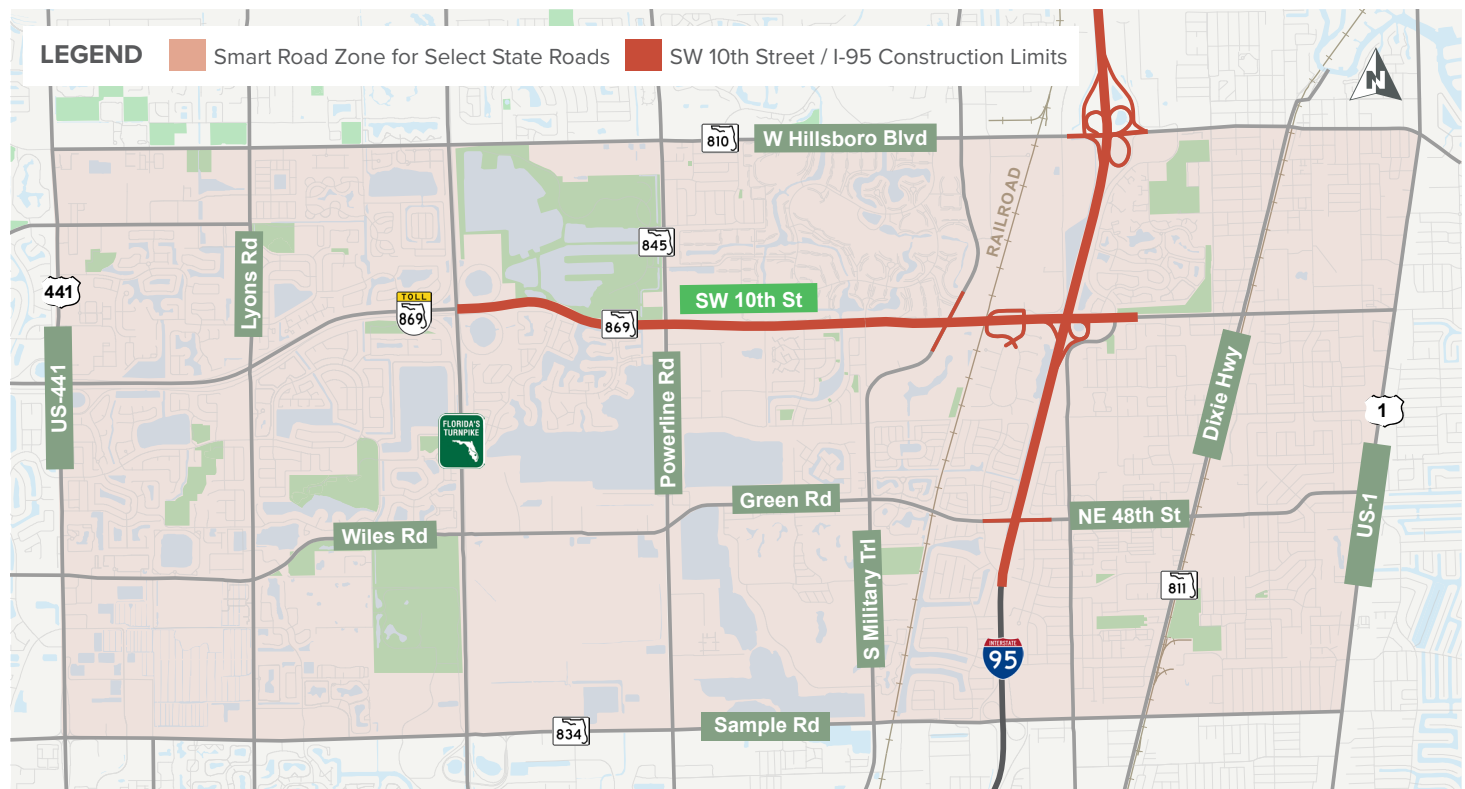 LEGEND
Smart Road Zone for Select State Roads
SW 10th Street / I-95 Construction Limits
N
810
W Hillsboro Blvd
RAILROAD
845
Lyons Rd
441
TOLL
869
SW 10th St
869
US-441
Powerline Rd
Dixie Hwy
1
FLORIDA'S
TURNPIKE
Green Rd
NE 48th St
US-1
Wiles Rd
S Military Trl
811
INTERSTATE
95
834
Sample Rd